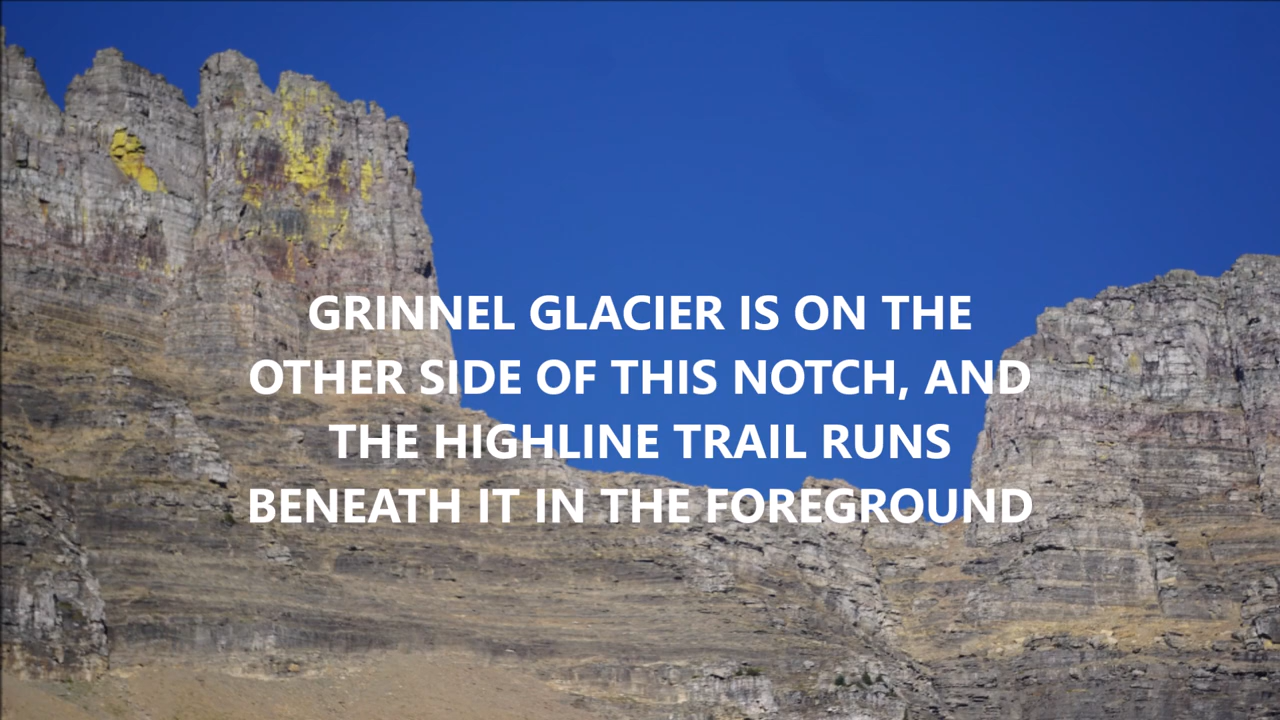 GRINNEL GLACIER IS ON THE
OTHER SIDE OF THIS NOTCH, AND
THE HIGHLINE TRAIL RUNS
BENEATH IT IN THE FOREGROUND